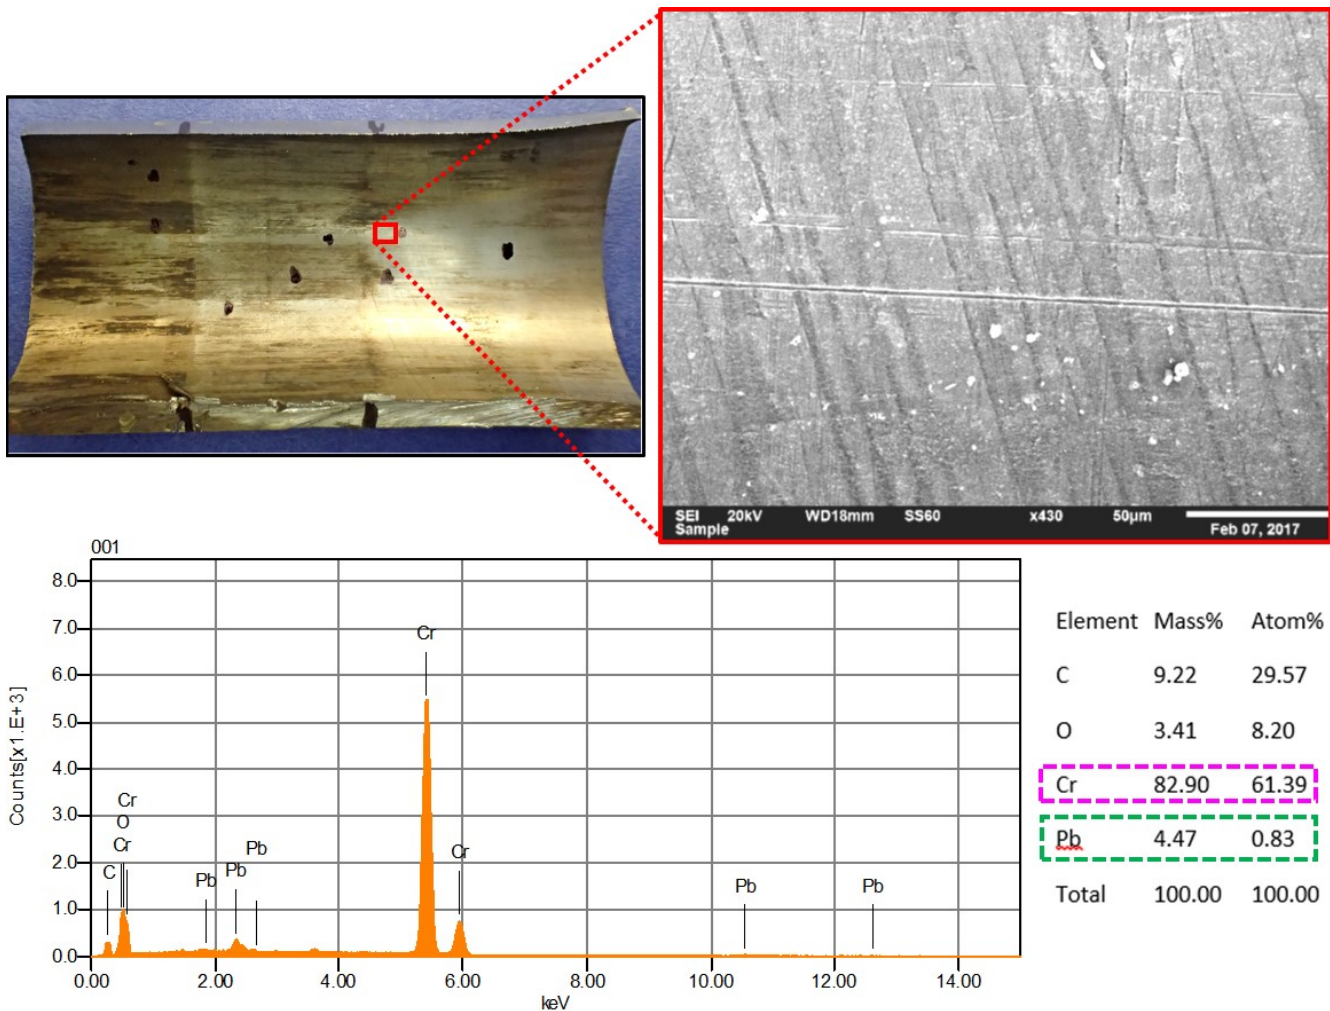 SEI 20kV WD18mm SS60 x430 50µm
Sample Feb 07, 2017
001
Counts[x1.E+3]
8.0
7.0
6.0
5.0
4.0
3.0
2.0
1.0
0.0
Cr
Cr
O
Cr
C
Pb
Pb
Pb
Cr
Pb
Pb
0.00 2.00 4.00 6.00 8.00 10.00 12.00 14.00
keV
Element Mass% Atom%
C 9.22 29.57
O 3.41 8.20
Cr 82.90 61.39
Pb 4.47 0.83
Total 100.00 100.00